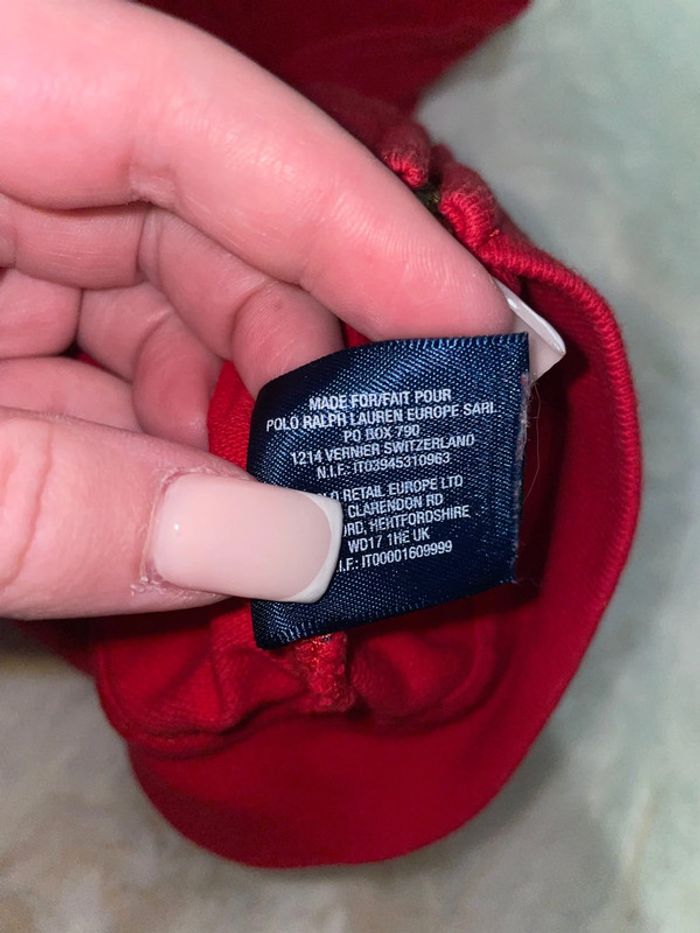 MADE FOR/FAIT POUR
POLO RALPH LAUREN EUROPE SARL
PO BOX 790
1214 VERNIER SWITZERLAND
N.I.F.: IT03945310963
RETAIL EUROPE LTD
CLARENDON RD
HERTFORDSHIRE
WD17 1HE UK
IT00001609999